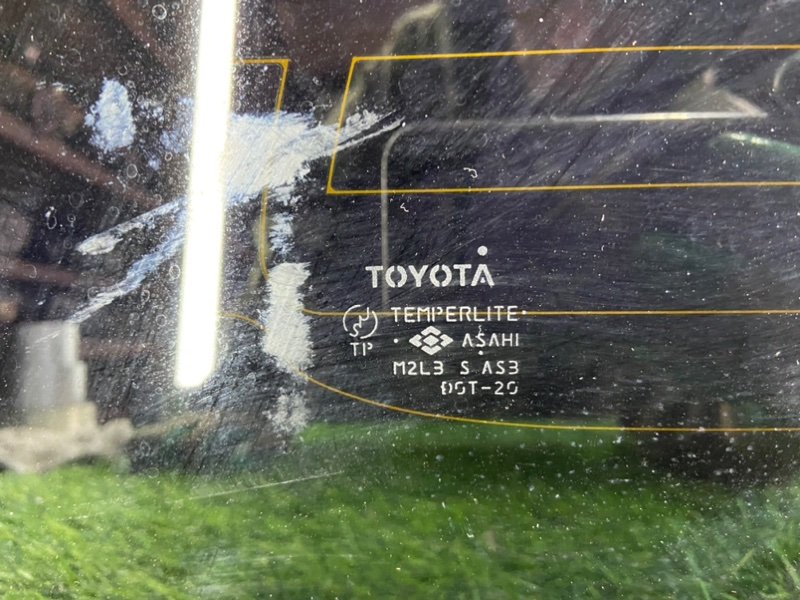 TOYOTA
TEMPERLITE
TP ASAHI
M2L3 S AS3
DOT-20